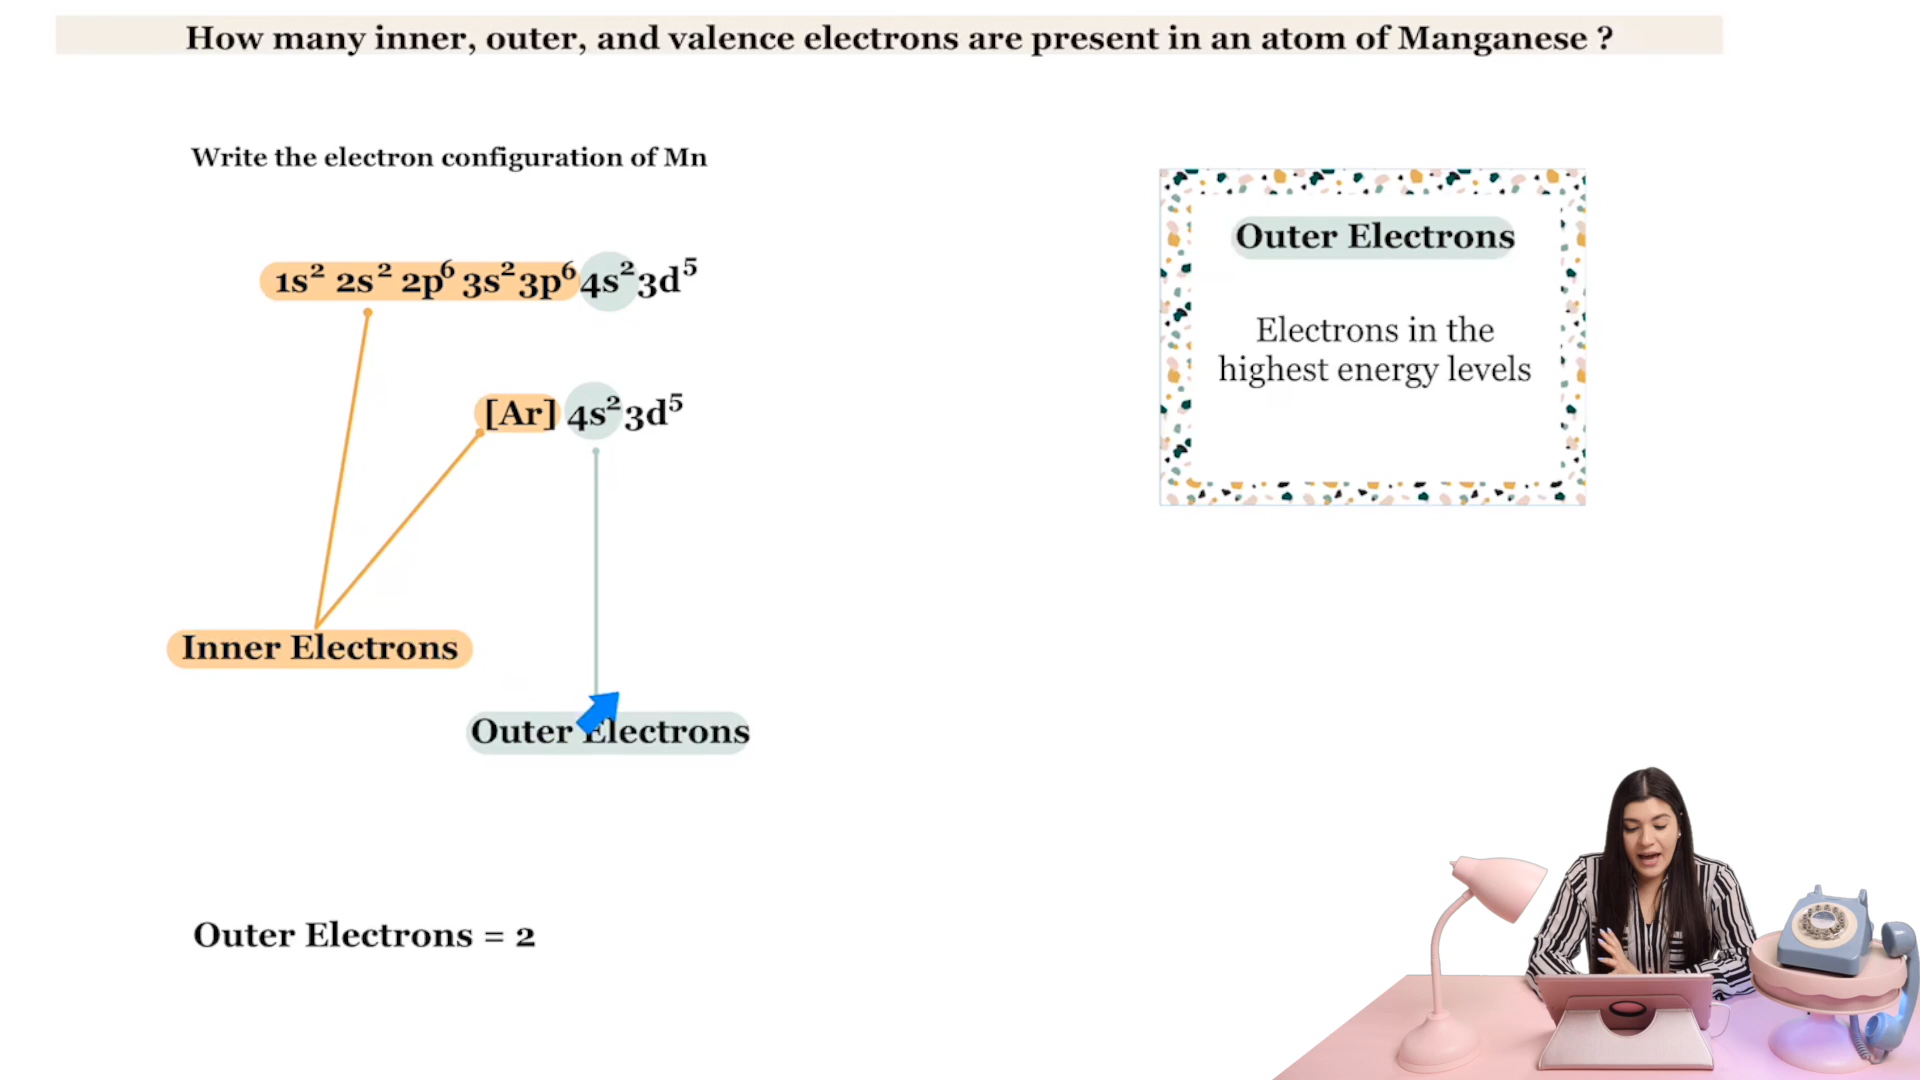 How many inner, outer, and valence electrons are present in an atom of Manganese ?
Write the electron configuration of Mn
1s² 2s² 2p⁶ 3s² 3p⁶ 4s² 3d⁵
[Ar] 4s² 3d⁵
Inner Electrons
Outer Electrons
Outer Electrons = 2
Outer Electrons
Electrons in the
highest energy levels